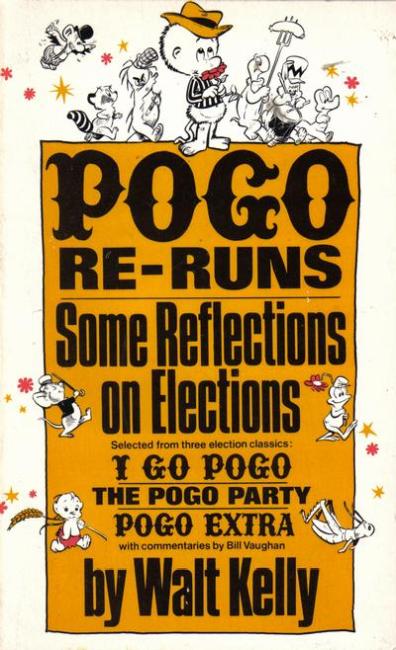 POGO
RE-RUNS
Some Reflections
on Elections
Selected from three election classics:
I GO POGO
THE POGO PARTY
POGO EXTRA
with commentaries by Bill Vaughan
by Walt Kelly